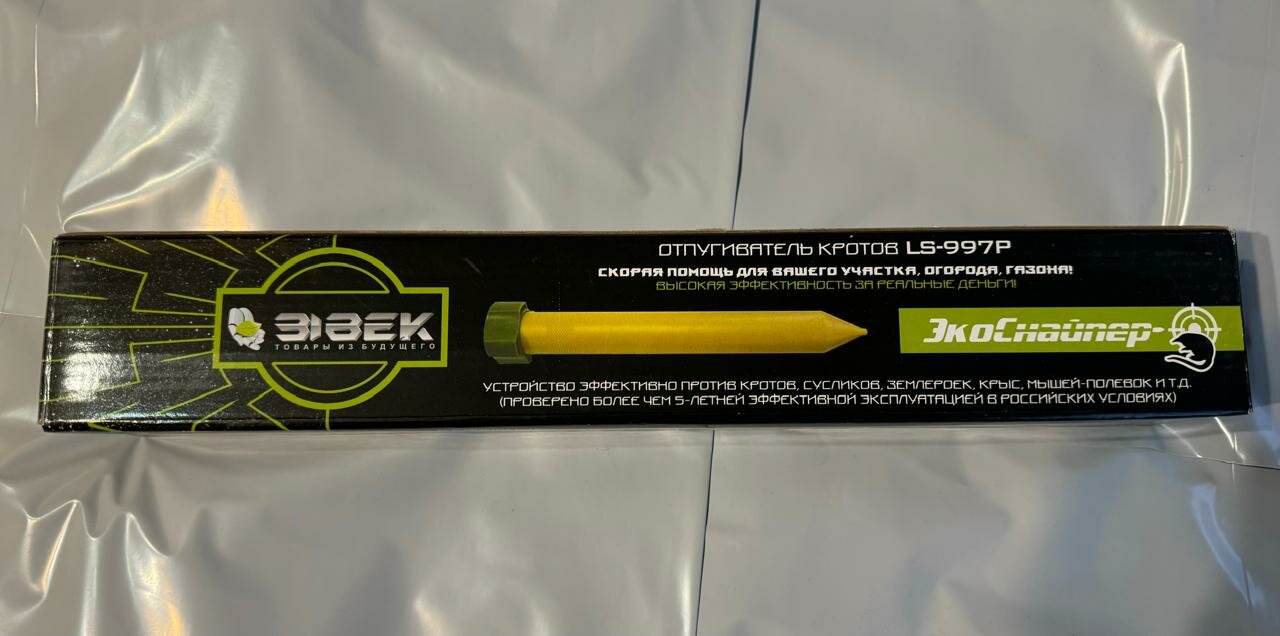 ОТПУГИВАТЕЛЬ КРОТОВ LS-997P
СКОРАЯ ПОМОЩЬ ДЛЯ ВАШЕГО УЧАСТКА, ОГОРОДА, ГАЗОНА!
ВЫСОКАЯ ЭФФЕКТИВНОСТЬ ЗА РЕАЛЬНЫЕ ДЕНЬГИ!
31 ВЕК
ТОВАРЫ ИЗ БУДУЩЕГО
ЭкоСнайпер
УСТРОЙСТВО ЭФФЕКТИВНО ПРОТИВ КРОТОВ, СУСЛИКОВ, ЗЕМЛЕРОЕК, КРЫС, МЫШЕЙ-ПОЛЕВОК И Т.Д.
(ПРОВЕРЕНО БОЛЕЕ ЧЕМ 5-ЛЕТНЕЙ ЭФФЕКТИВНОЙ ЭКСПЛУАТАЦИЕЙ В РОССИЙСКИХ УСЛОВИЯХ)